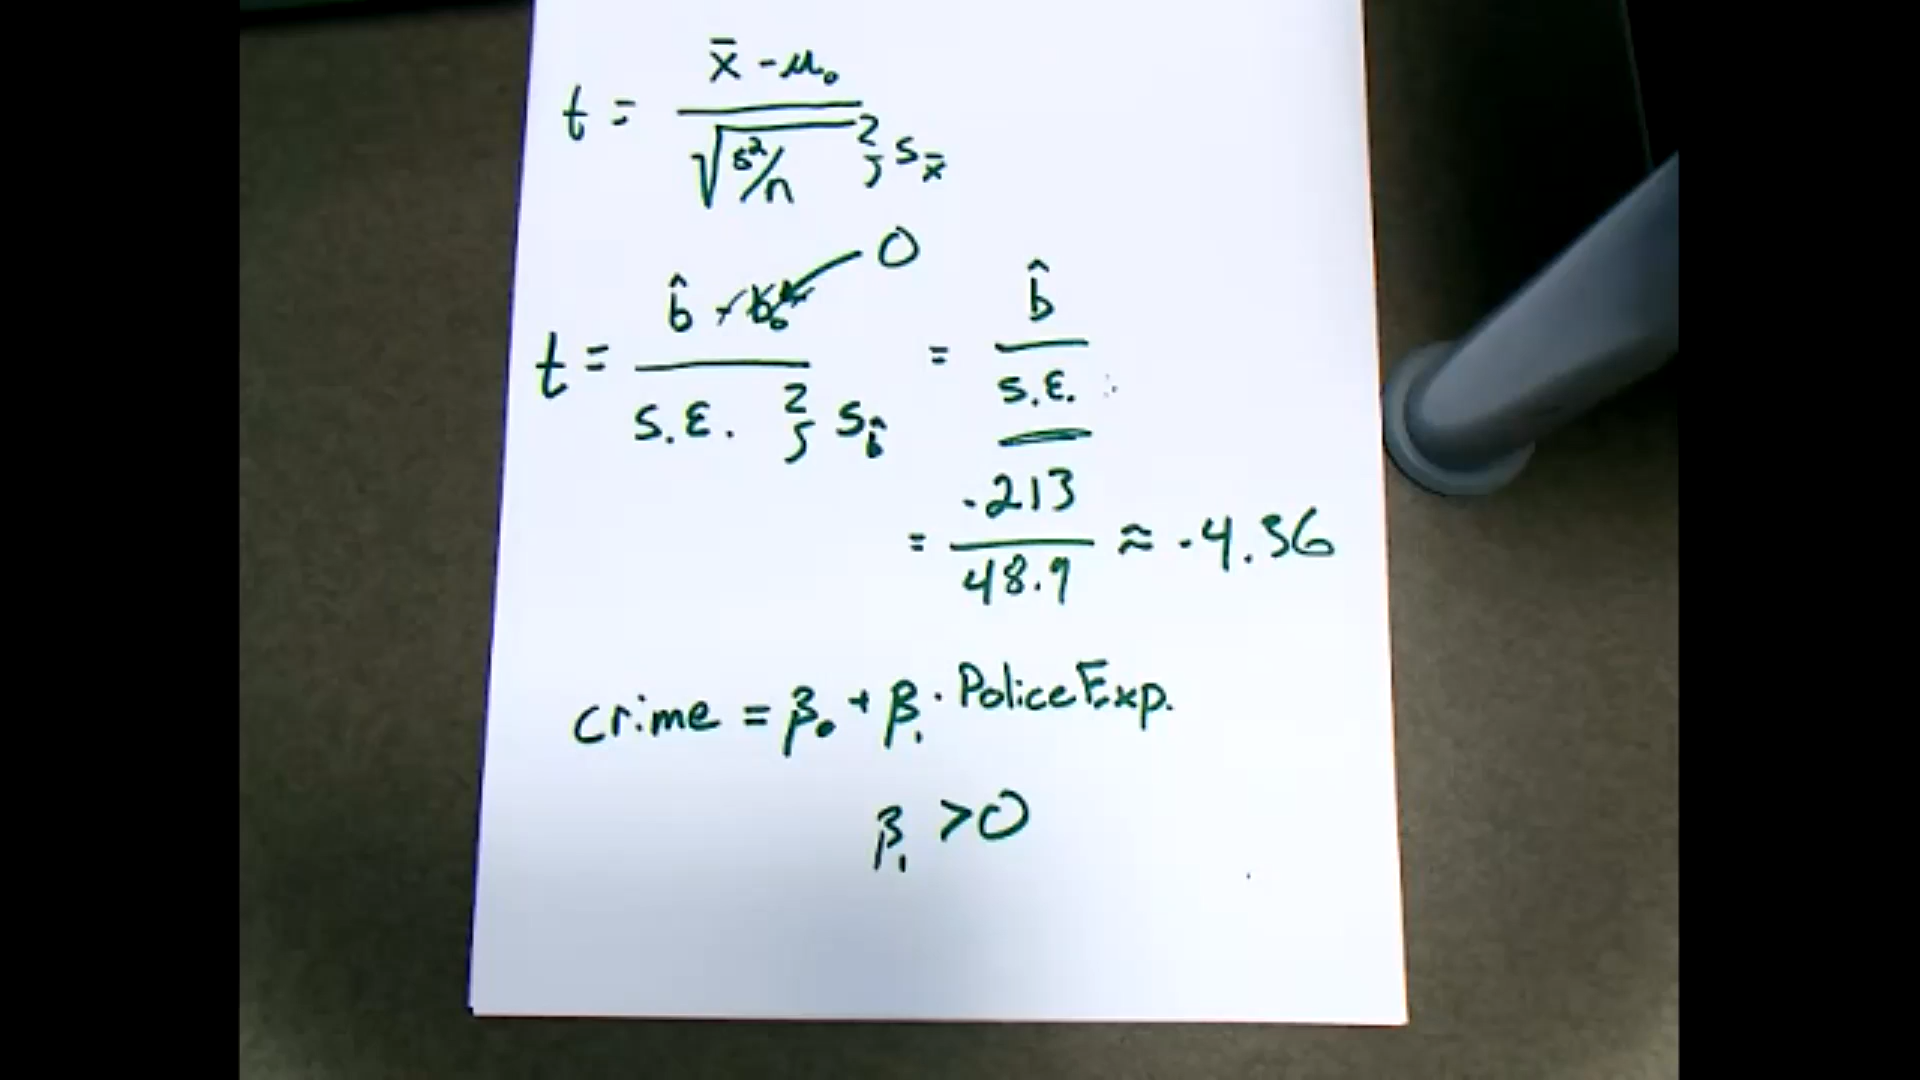 t = x̄ - μ₀ / √(s²/n) } s_x̄
0
t = b̂ - b₀ / S.E. } s_b̂ = b̂ / S.E.
= -213 / 48.9 ≈ -4.36
crime = β₀ + β₁ · PoliceExp.
β₁ > 0